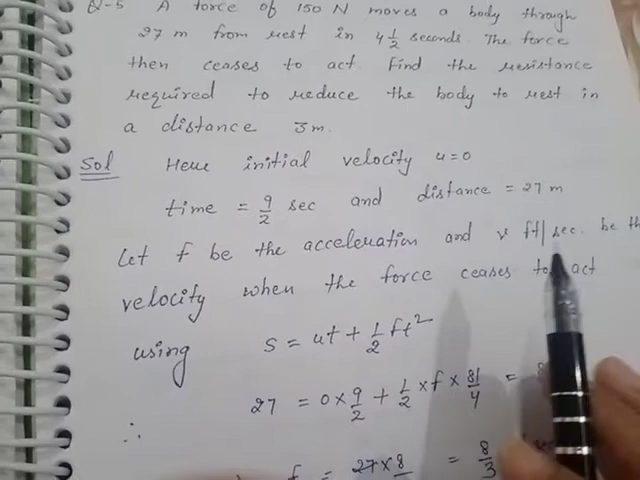 Q-5 A force of 150 N moves a body through
27 m from rest in 4 1/2 seconds. The force
then ceases to act. Find the resistance
required to reduce the body to rest in
a distance 3m.
Sol Here initial velocity u=0
time = 9/2 sec and distance = 27 m
Let f be the acceleration and v ft/sec. be th
velocity when the force ceases to act
using s = ut + 1/2 ft²
27 = 0 × 9/2 + 1/2 × f × 81/4 =
∴
f = 27×8 = 8/3